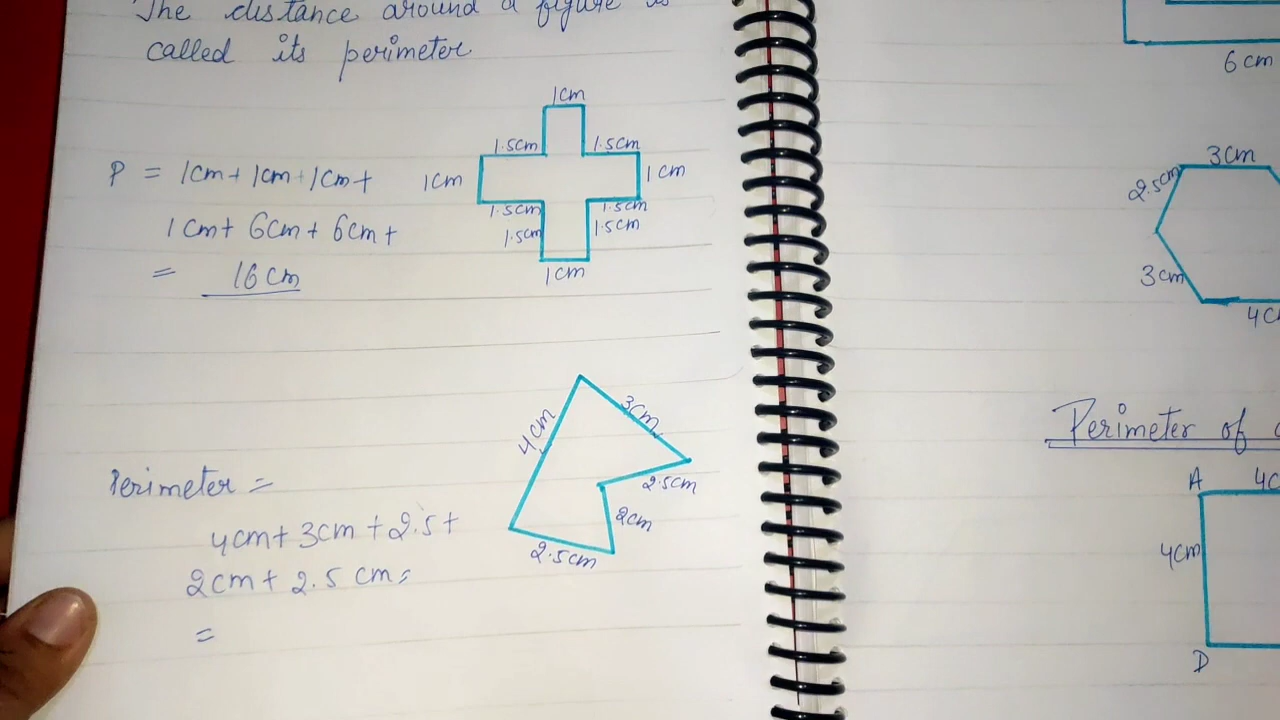 The distance around a figure is
called its perimeter
1cm
1.5cm 1.5cm
P = 1cm + 1cm + 1cm + 1cm 1cm
1.5cm 1.5cm
1cm + 6cm + 6cm + 1.5cm 1.5cm
= 16cm 1cm
4cm 3cm
Perimeter = 2.5cm
4cm + 3cm + 2.5 + 2cm
2cm + 2.5 cm = 2.5cm
=
6cm
3cm
2.5cm
3cm
Perimeter of
A
4cm
D